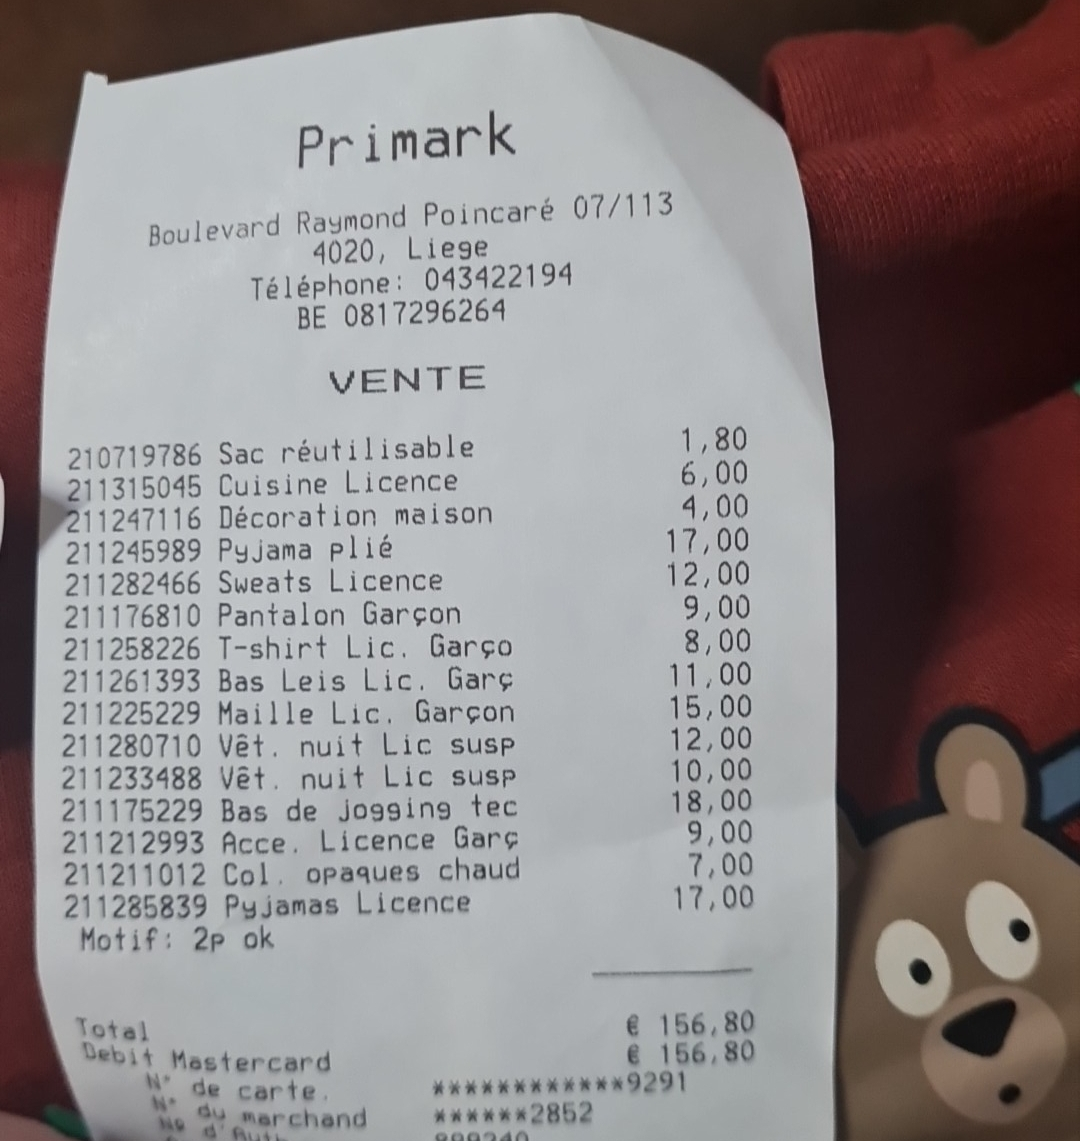 Primark
Boulevard Raymond Poincaré 07/113
4020, Liege
Téléphone: 043422194
BE 0817296264
VENTE
210719786 Sac réutilisable 1,80
211315045 Cuisine Licence 6,00
211247116 Décoration maison 4,00
211245989 Pyjama plié 17,00
211282466 Sweats Licence 12,00
211176810 Pantalon Garçon 9,00
211258226 T-shirt Lic. Garço 8,00
211261393 Bas Leis Lic. Garç 11,00
211225229 Maille Lic. Garçon 15,00
211280710 Vêt. nuit Lic susp 12,00
211233488 Vêt. nuit Lic susp 10,00
211175229 Bas de jogging tec 18,00
211212993 Acce. Licence Garç 9,00
211211012 Col. opaques chaud 7,00
211285839 Pyjamas Licence 17,00
Motif: 2p ok
Total € 156,80
Debit Mastercard € 156,80
N° de carte. ************9291
N° du marchand ******2852